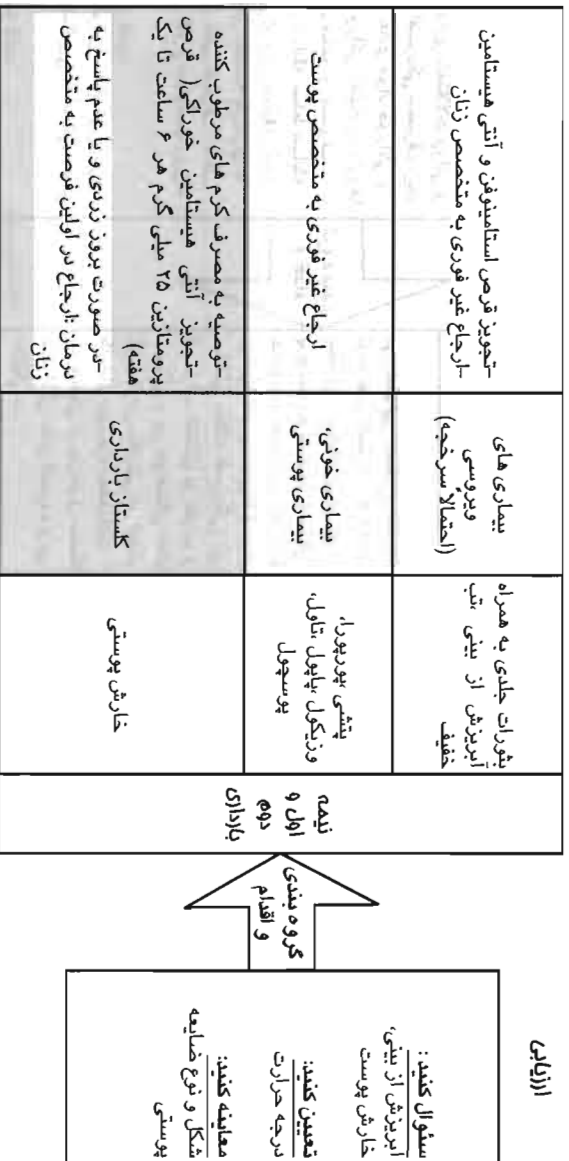 ارزیابی
سئوال کنید:
آبریزش از بینی،
خارش پوست
تعیین کنید:
درجه حرارت
معاینه کنید:
شکل و نوع ضایعه
پوستی
گروه بندی
و اقدام
نیمه
اول و
دوم
بارداری
بثورات جلدی به همراه
آبریزش از بینی ،تب
خفیف
بیماری های
ویروسی
(احتمالاً سرخجه)
-تجویز قرص استامینوفن و آنتی هیستامین
-ارجاع غیر فوری به متخصص زنان
پتشی ،پورپورا،
وزیکول ،پاپول ،تاول،
پوسچول
بیماری خونی،
بیماری پوستی
ارجاع غیر فوری به متخصص پوست
خارش پوستی
کلستاز بارداری
-توصیه به مصرف کرم های مرطوب کننده
-تجویز آنتی هیستامین خوراکی( قرص
پرومتازین ۲۵ میلی گرم هر ۶ ساعت تا یک
هفته)
-در صورت بروز زردی و یا عدم پاسخ به
درمان :ارجاع در اولین فرصت به متخصص
زنان